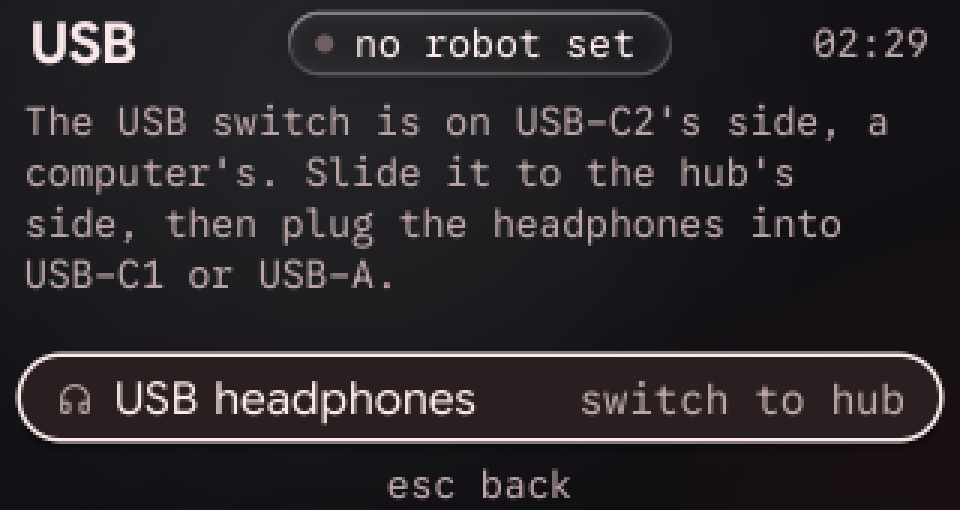 USB
no robot set
02:29
The USB switch is on USB-C2's side, a
computer's. Slide it to the hub's
side, then plug the headphones into
USB-C1 or USB-A.
USB headphones
switch to hub
esc back